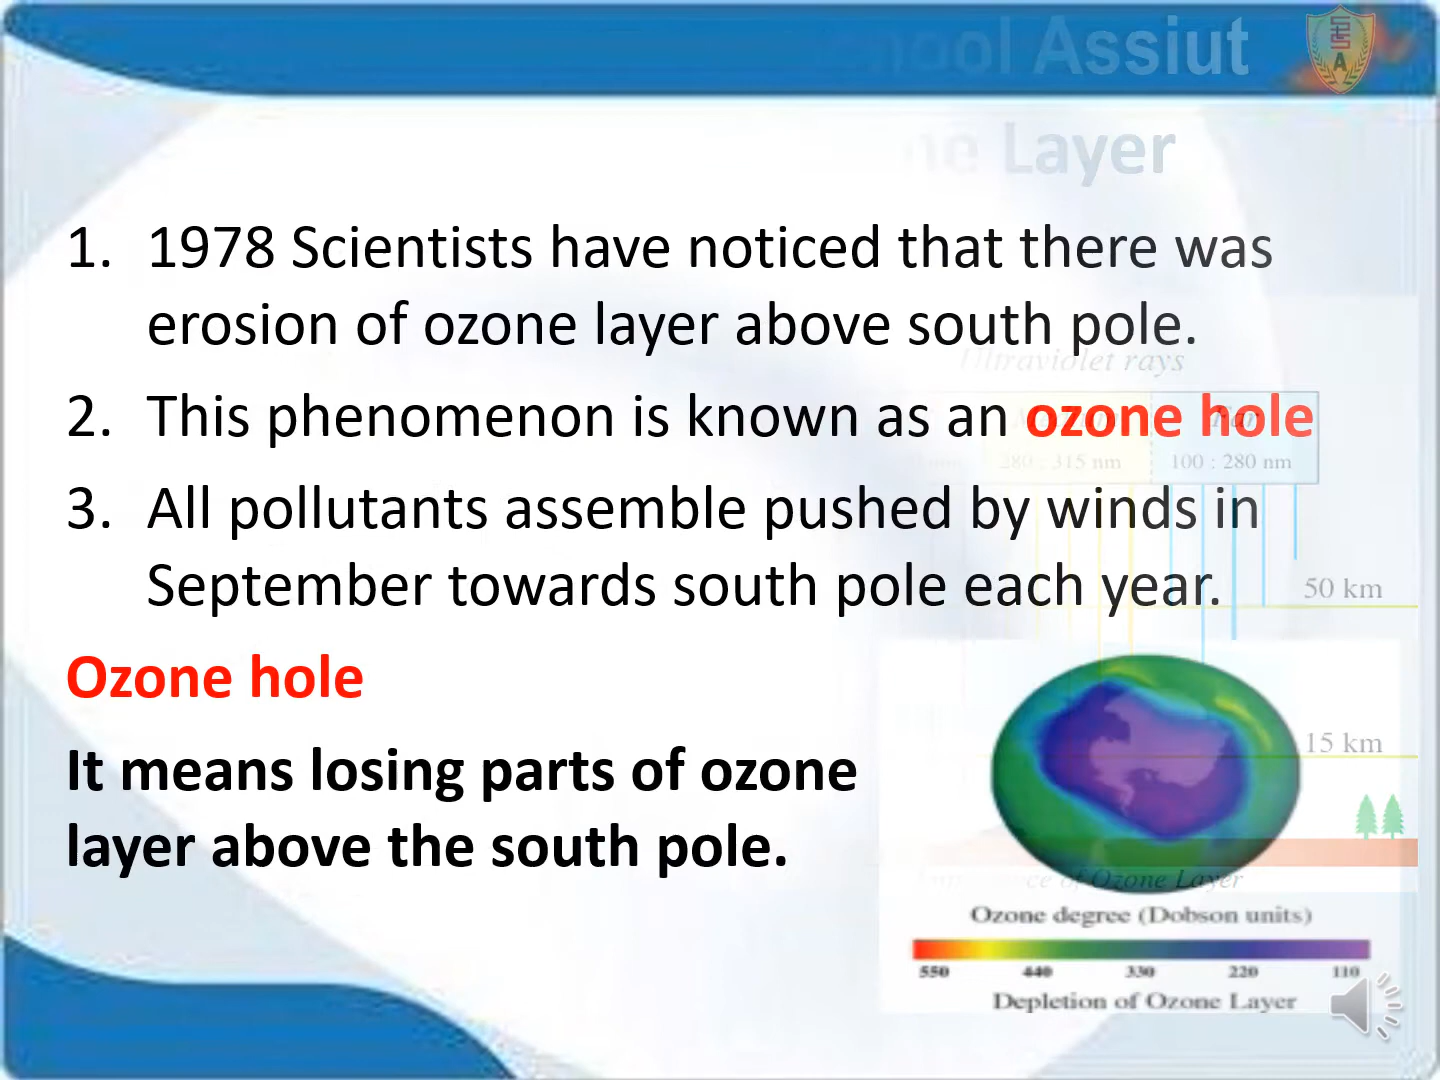 Assiut
Layer
1. 1978 Scientists have noticed that there was
erosion of ozone layer above south pole.
Ultraviolet rays
2. This phenomenon is known as an ozone hole
280 : 315 nm 100 : 280 nm
3. All pollutants assemble pushed by winds in
September towards south pole each year.
50 km
Ozone hole
It means losing parts of ozone
layer above the south pole.
15 km
of Ozone Layer
Ozone degree (Dobson units)
550 440 330 220 110
Depletion of Ozone Layer